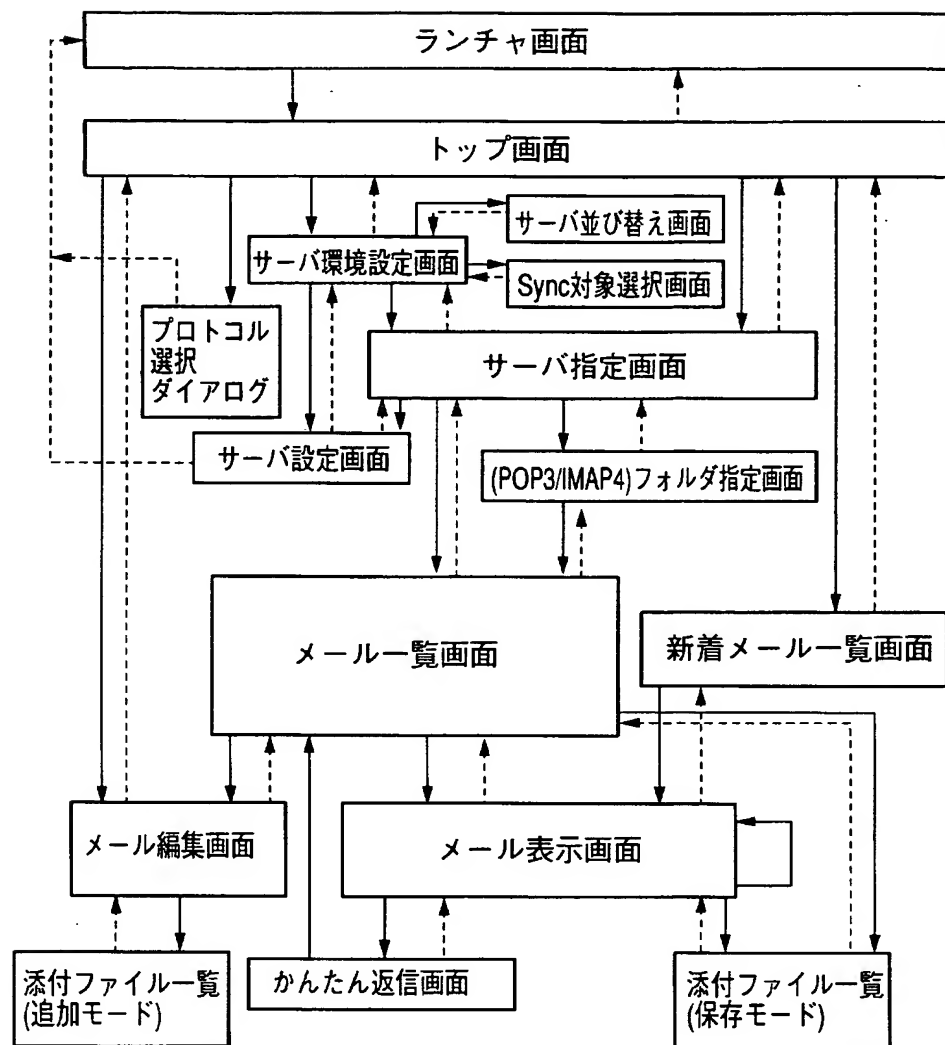 ランチャ画面
トップ画面
サーバ並び替え画面
サーバ環境設定画面
Sync対象選択画面
プロトコル
選択
ダイアログ
サーバ指定画面
サーバ設定画面
(POP3/IMAP4)フォルダ指定画面
メール一覧画面
新着メール一覧画面
メール編集画面
メール表示画面
添付ファイル一覧
(追加モード)
かんたん返信画面
添付ファイル一覧
(保存モード)